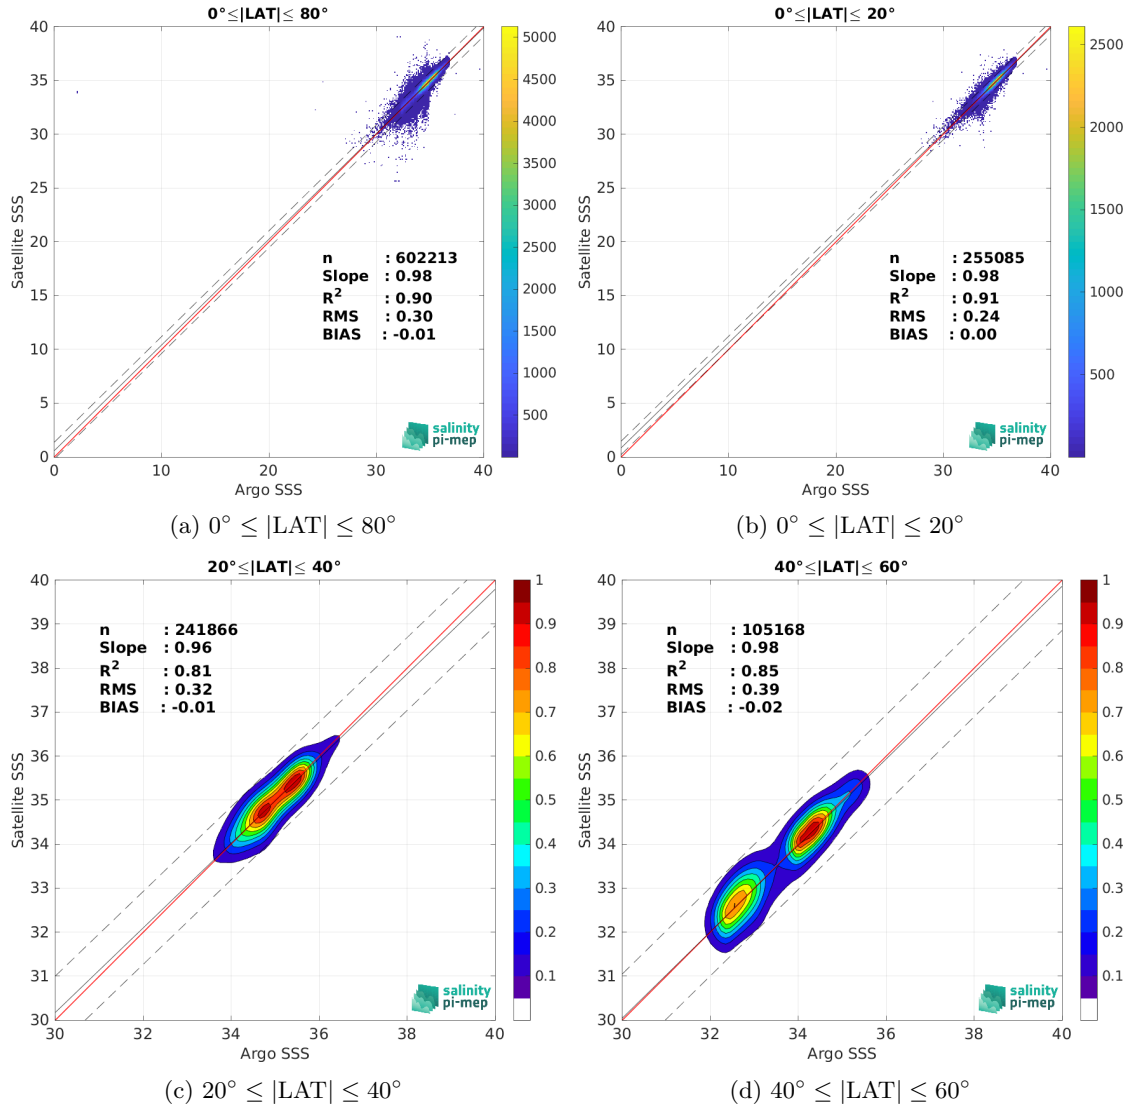 0°≤|LAT|≤ 80°
40
35
30
25
20
15
10
5
0
Satellite SSS
n : 602213
Slope : 0.98
R² : 0.90
RMS : 0.30
BIAS : -0.01
salinity
pi-mep
0 10 20 30 40
Argo SSS
5000
4500
4000
3500
3000
2500
2000
1500
1000
500
(a) 0° ≤ |LAT| ≤ 80°
0°≤|LAT|≤ 20°
40
35
30
25
20
15
10
5
0
Satellite SSS
n : 255085
Slope : 0.98
R² : 0.91
RMS : 0.24
BIAS : 0.00
salinity
pi-mep
0 10 20 30 40
Argo SSS
2500
2000
1500
1000
500
(b) 0° ≤ |LAT| ≤ 20°
20°≤|LAT|≤ 40°
40
39
38
37
36
35
34
33
32
31
30
Satellite SSS
n : 241866
Slope : 0.96
R² : 0.81
RMS : 0.32
BIAS : -0.01
salinity
pi-mep
30 32 34 36 38 40
Argo SSS
1
0.9
0.8
0.7
0.6
0.5
0.4
0.3
0.2
0.1
(c) 20° ≤ |LAT| ≤ 40°
40°≤|LAT|≤ 60°
40
39
38
37
36
35
34
33
32
31
30
Satellite SSS
n : 105168
Slope : 0.98
R² : 0.85
RMS : 0.39
BIAS : -0.02
salinity
pi-mep
30 32 34 36 38 40
Argo SSS
1
0.9
0.8
0.7
0.6
0.5
0.4
0.3
0.2
0.1
(d) 40° ≤ |LAT| ≤ 60°